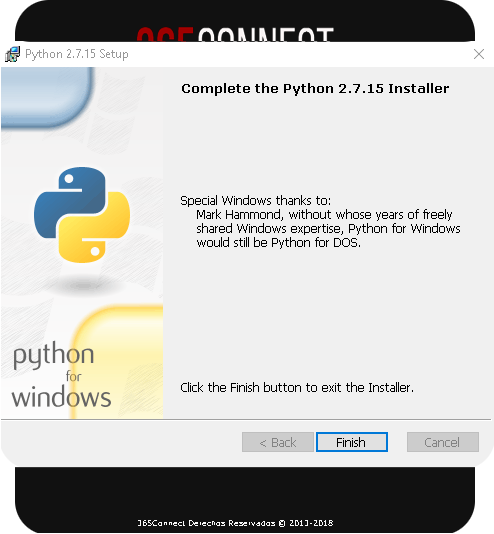 365CONNECT
Python 2.7.15 Setup
Complete the Python 2.7.15 Installer
Special Windows thanks to:
Mark Hammond, without whose years of freely
shared Windows expertise, Python for Windows
would still be Python for DOS.
python
for
windows
Click the Finish button to exit the Installer.
< Back
Finish
Cancel
365Connect Derechos Reservados © 2013-2018